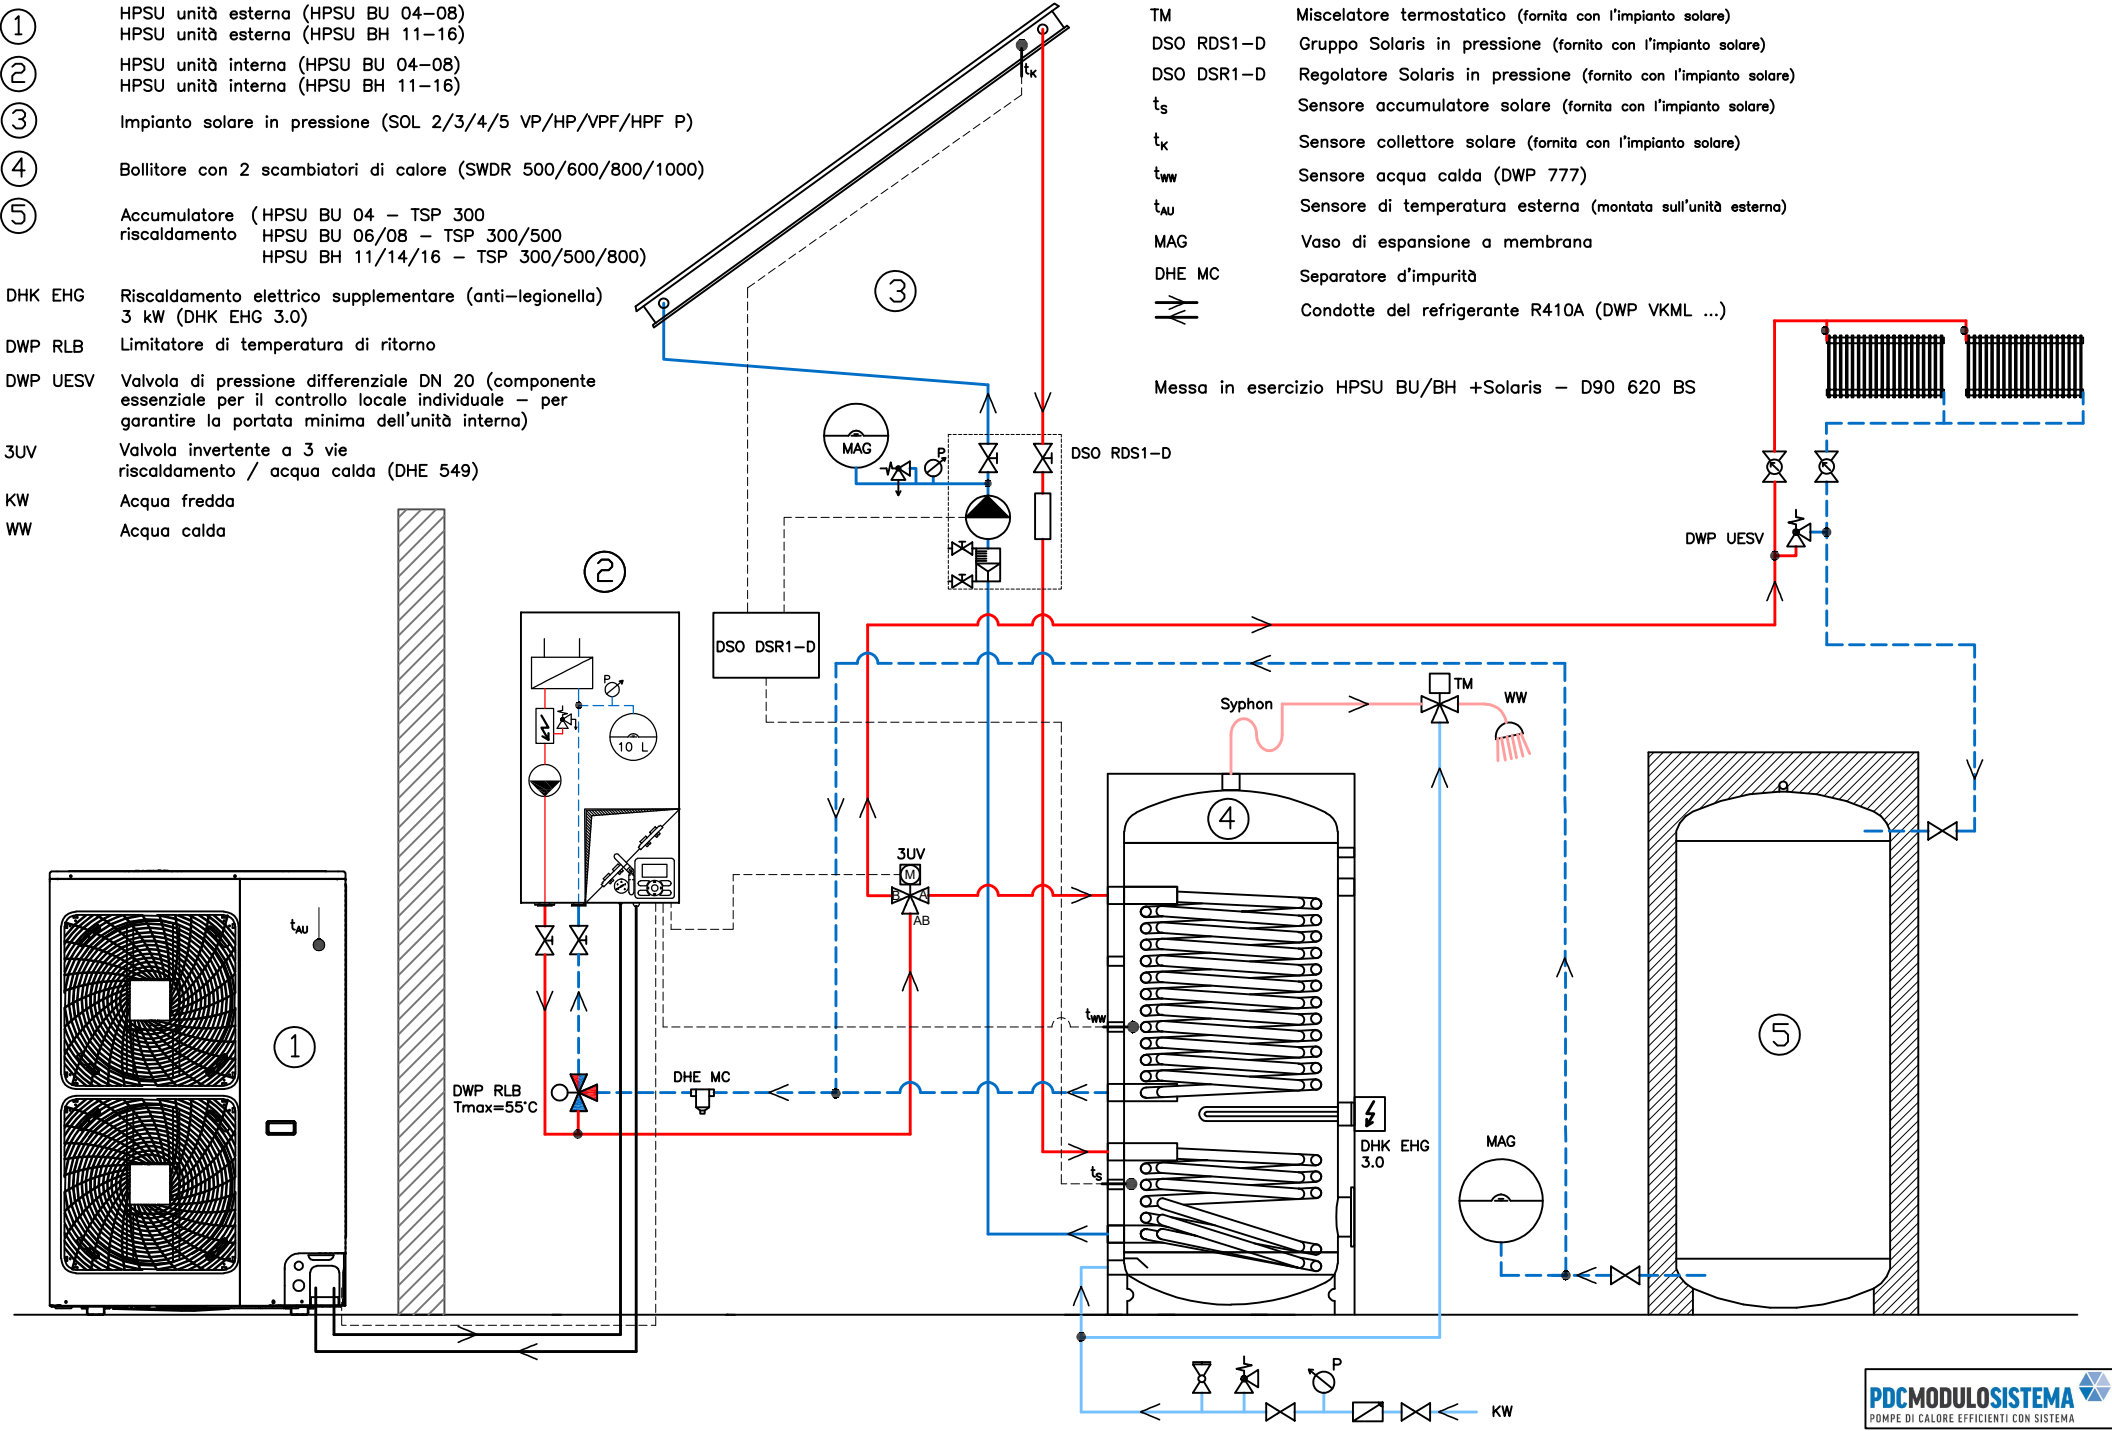 1
HPSU unità esterna (HPSU BU 04-08)
HPSU unità esterna (HPSU BH 11-16)
2
HPSU unità interna (HPSU BU 04-08)
HPSU unità interna (HPSU BH 11-16)
3
Impianto solare in pressione (SOL 2/3/4/5 VP/HP/VPF/HPF P)
4
Bollitore con 2 scambiatori di calore (SWDR 500/600/800/1000)
5
Accumulatore (HPSU BU 04 - TSP 300
riscaldamento HPSU BU 06/08 - TSP 300/500
HPSU BH 11/14/16 - TSP 300/500/800)
DHK EHG Riscaldamento elettrico supplementare (anti-legionella)
3 kW (DHK EHG 3.0)
DWP RLB Limitatore di temperatura di ritorno
DWP UESV Valvola di pressione differenziale DN 20 (componente
essenziale per il controllo locale individuale - per
garantire la portata minima dell'unità interna)
3UV Valvola invertente a 3 vie
riscaldamento / acqua calda (DHE 549)
KW Acqua fredda
WW Acqua calda
TM Miscelatore termostatico (fornita con l'impianto solare)
DSO RDS1-D Gruppo Solaris in pressione (fornito con l'impianto solare)
DSO DSR1-D Regolatore Solaris in pressione (fornito con l'impianto solare)
tS Sensore accumulatore solare (fornita con l'impianto solare)
tK Sensore collettore solare (fornita con l'impianto solare)
tWW Sensore acqua calda (DWP 777)
tAU Sensore di temperatura esterna (montata sull'unità esterna)
MAG Vaso di espansione a membrana
DHE MC Separatore d'impurità
Condotte del refrigerante R410A (DWP VKML ...)
Messa in esercizio HPSU BU/BH +Solaris - D90 620 BS
tK
3
MAG
P
DSO RDS1-D
DWP UESV
2
DSO DSR1-D
P
10 L
Syphon
TM
WW
4
3UV
M
B
A
AB
tAU
1
tWW
5
DWP RLB
Tmax=55°C
DHE MC
DHK EHG
3.0
MAG
tS
P
KW
PDCMODULOSISTEMA
POMPE DI CALORE EFFICIENTI CON SISTEMA